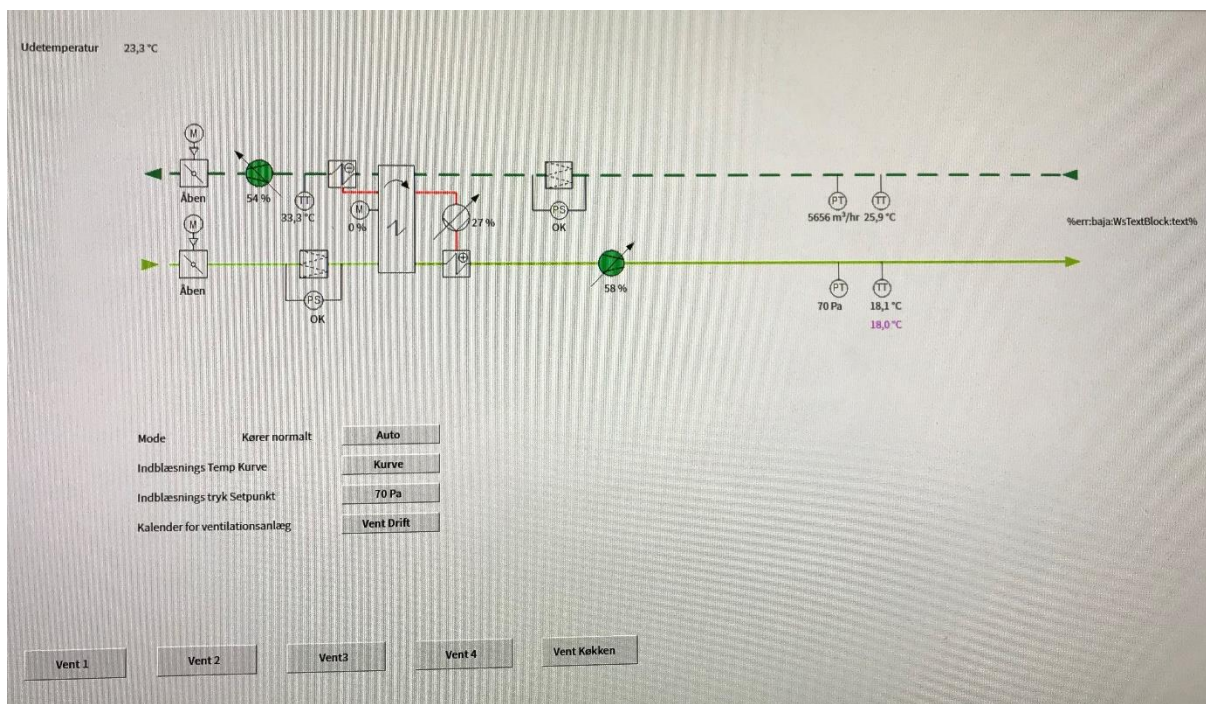 Udetemperatur 23,3 °C
M
Åben
54 %
TT
33,3 °C
M
0 %
27 %
PS
OK
PT
5656 m³/hr
TT
25,9 °C
%err:baja:WsTextBlock:text%
M
Åben
PS
OK
58 %
PT
70 Pa
TT
18,1 °C
18,0 °C
Mode Kører normalt Auto
Indblæsnings Temp Kurve Kurve
Indblæsnings tryk Setpunkt 70 Pa
Kalender for ventilationsanlæg Vent Drift
Vent 1 Vent 2 Vent3 Vent 4 Vent Køkken